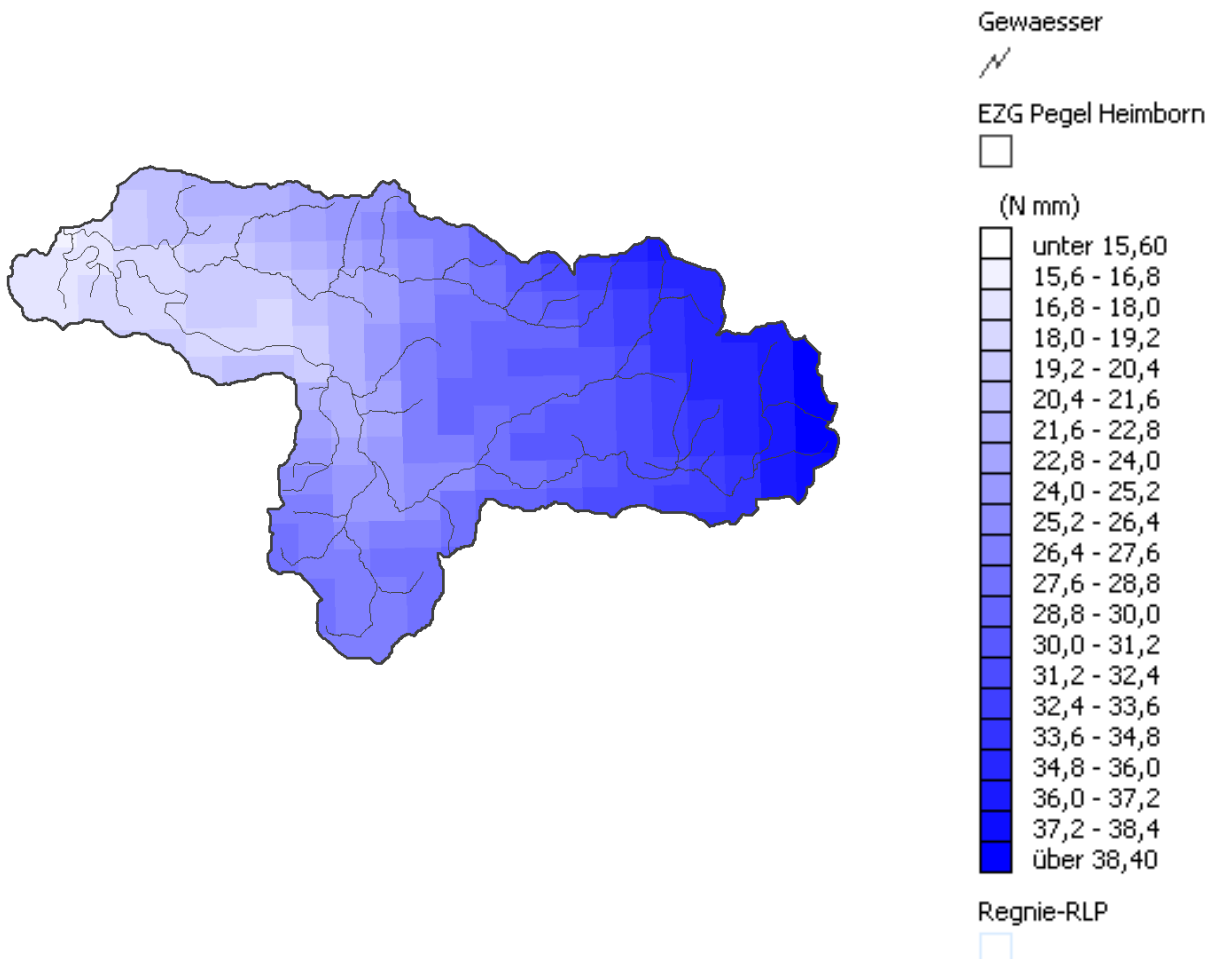 Gewaesser
EZG Pegel Heimborn
(N mm)
unter 15,60
15,6 - 16,8
16,8 - 18,0
18,0 - 19,2
19,2 - 20,4
20,4 - 21,6
21,6 - 22,8
22,8 - 24,0
24,0 - 25,2
25,2 - 26,4
26,4 - 27,6
27,6 - 28,8
28,8 - 30,0
30,0 - 31,2
31,2 - 32,4
32,4 - 33,6
33,6 - 34,8
34,8 - 36,0
36,0 - 37,2
37,2 - 38,4
über 38,40
Regnie-RLP